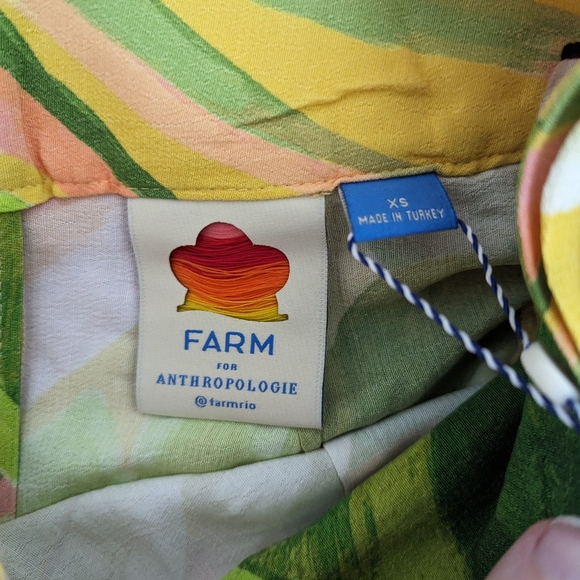 XS
MADE IN TURKEY
FARM
FOR
ANTHROPOLOGIE
@farmrio